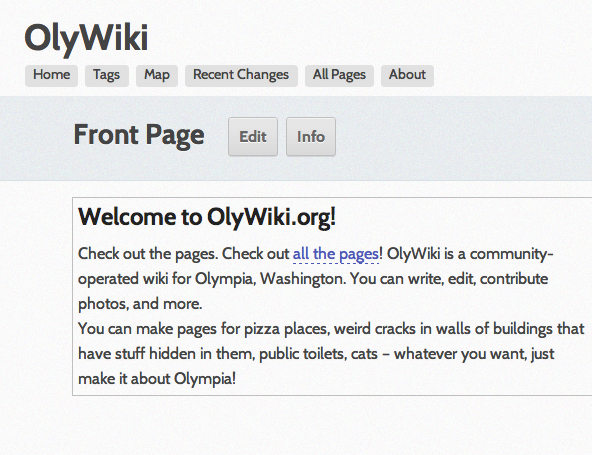 OlyWiki
Home Tags Map Recent Changes All Pages About
Front Page Edit Info
Welcome to OlyWiki.org!
Check out the pages. Check out all the pages! OlyWiki is a community-
operated wiki for Olympia, Washington. You can write, edit, contribute
photos, and more.
You can make pages for pizza places, weird cracks in walls of buildings that
have stuff hidden in them, public toilets, cats – whatever you want, just
make it about Olympia!